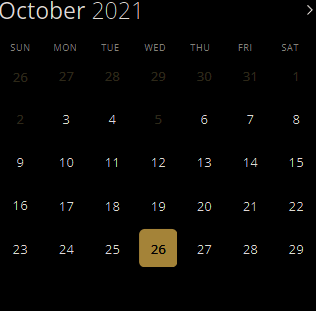 October 2021
SUN MON TUE WED THU FRI SAT
26 27 28 29 30 31 1
2 3 4 5 6 7 8
9 10 11 12 13 14 15
16 17 18 19 20 21 22
23 24 25 26 27 28 29